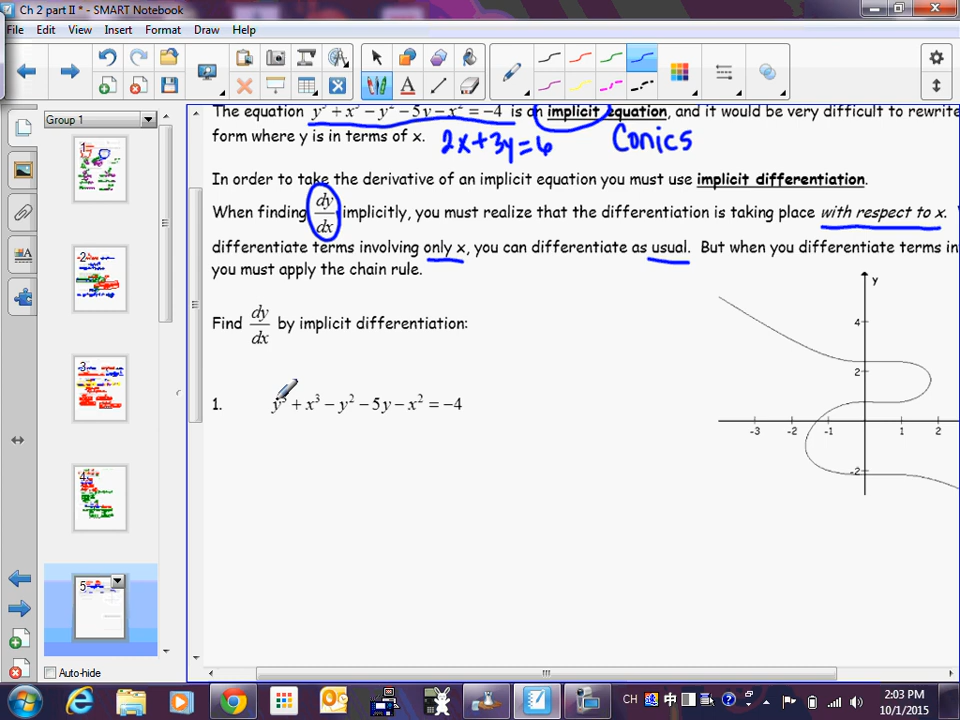 Ch 2 part II * - SMART Notebook
File Edit View Insert Format Draw Help
Group 1
The equation y³ + x³ − y² − 5y − x² = −4 is an implicit equation, and it would be very difficult to rewrite
form where y is in terms of x.
2x+3y=6 Conics
In order to take the derivative of an implicit equation you must use implicit differentiation.
When finding dy/dx implicitly, you must realize that the differentiation is taking place with respect to x.
differentiate terms involving only x, you can differentiate as usual. But when you differentiate terms in
you must apply the chain rule.
Find dy/dx by implicit differentiation:
1. y³ + x³ − y² − 5y − x² = −4
y
4
2
-3 -2 -1 1 2
-2
1
2
3
4
5
Auto-hide
CH 中
2:03 PM
10/1/2015